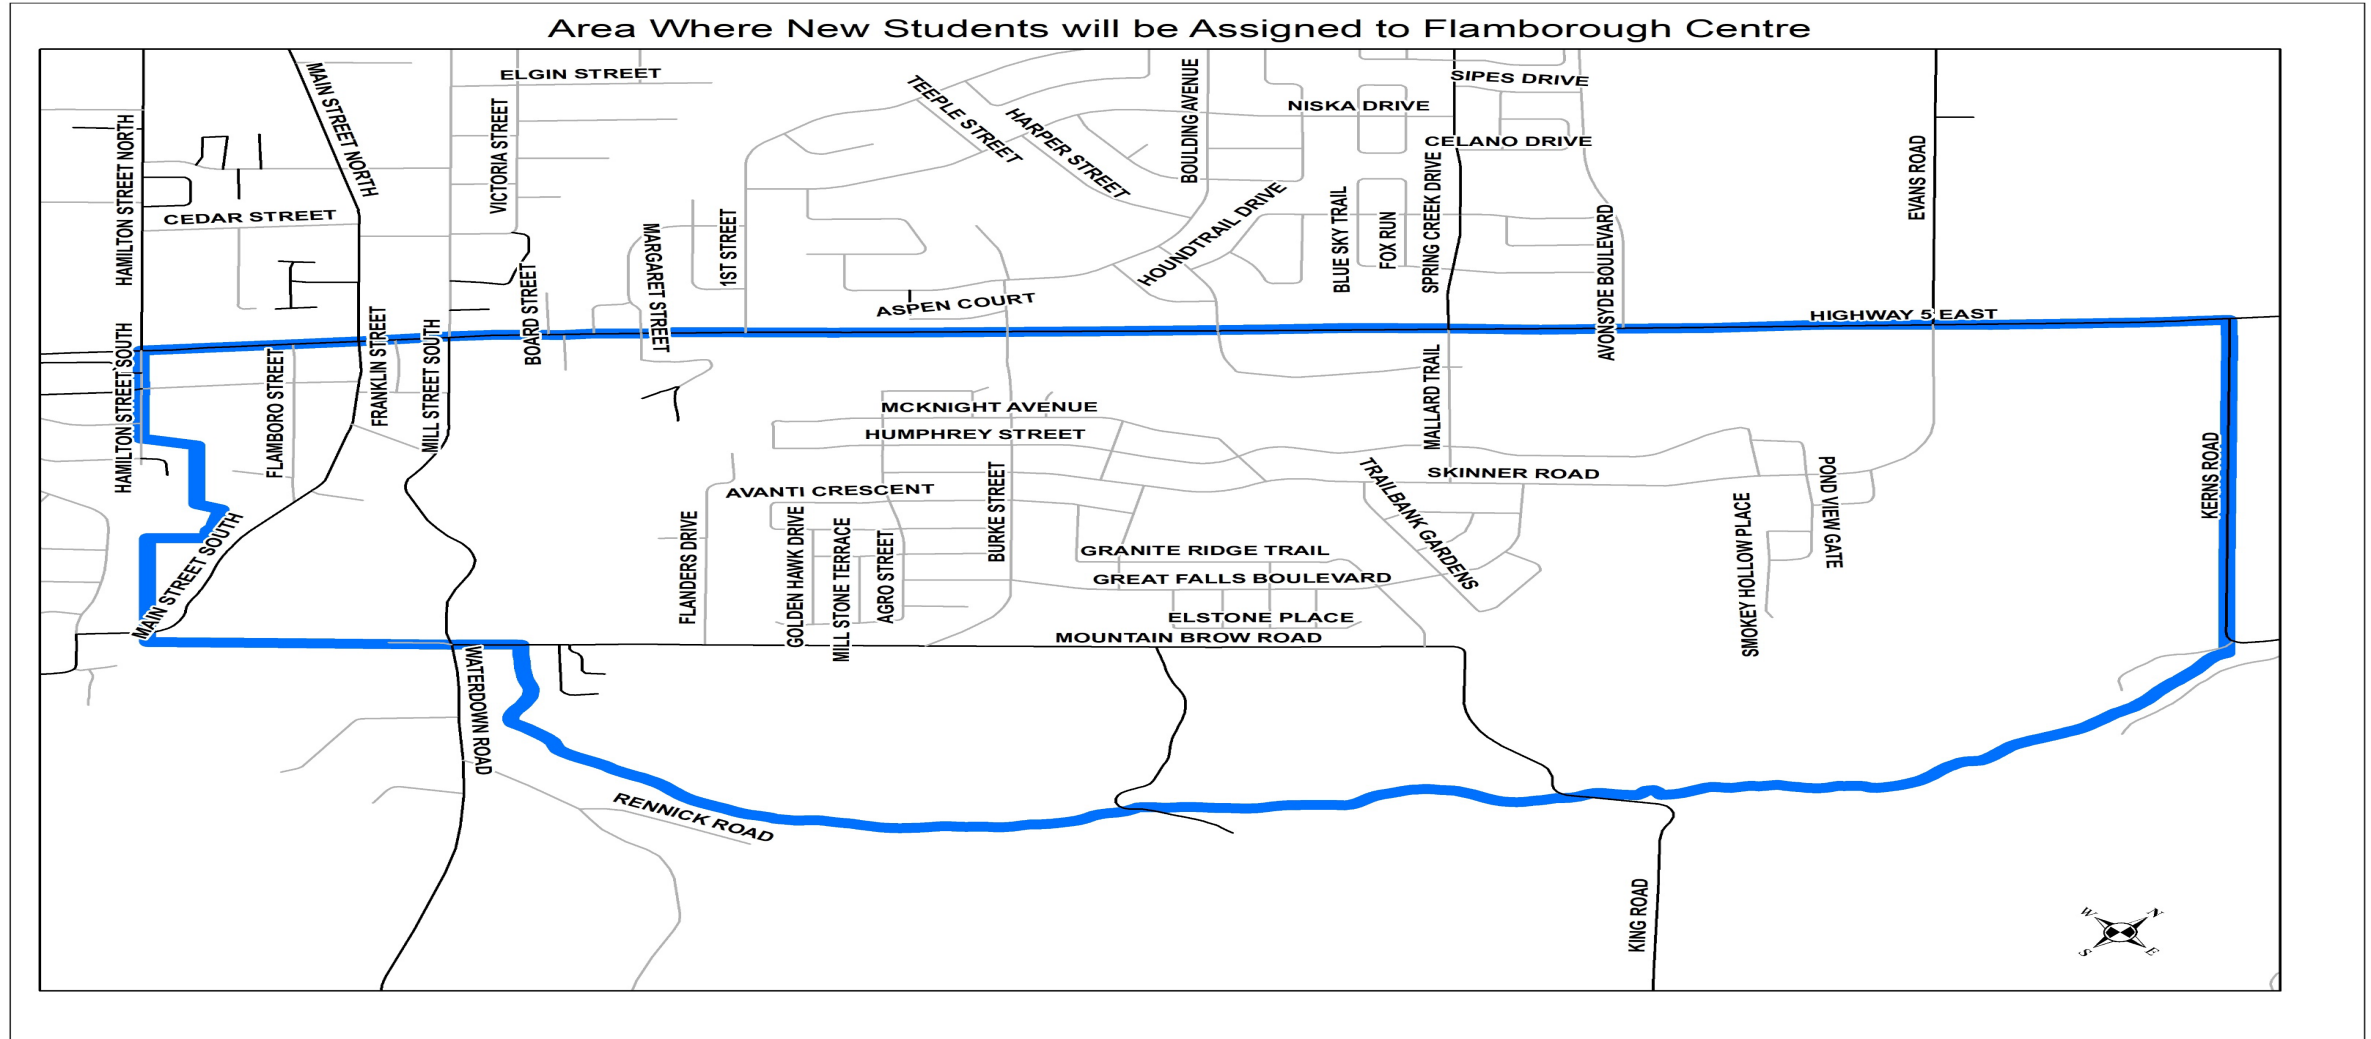 Area Where New Students will be Assigned to Flamborough Centre
ELGIN STREET
MAIN STREET NORTH
HAMILTON STREET NORTH
VICTORIA STREET
CEDAR STREET
TEEPLE STREET
HARPER STREET
BOULDING AVENUE
NISKA DRIVE
SIPES DRIVE
CELANO DRIVE
SPRING CREEK DRIVE
EVANS ROAD
HOUNDTRAIL DRIVE
BLUE SKY TRAIL
FOX RUN
AVONSYDE BOULEVARD
MARGARET STREET
1ST STREET
BOARD STREET
ASPEN COURT
HIGHWAY 5 EAST
HAMILTON STREET SOUTH
FLAMBORO STREET
FRANKLIN STREET
MILL STREET SOUTH
MALLARD TRAIL
MCKNIGHT AVENUE
HUMPHREY STREET
SKINNER ROAD
TRAILBANK GARDENS
POND VIEW GATE
KERNS ROAD
AVANTI CRESCENT
BURKE STREET
SMOKEY HOLLOW PLACE
MAIN STREET SOUTH
FLANDERS DRIVE
GOLDEN HAWK DRIVE
MILL STONE TERRACE
AGRO STREET
GRANITE RIDGE TRAIL
GREAT FALLS BOULEVARD
ELSTONE PLACE
MOUNTAIN BROW ROAD
WATERDOWN ROAD
RENNICK ROAD
KING ROAD
W N
S E